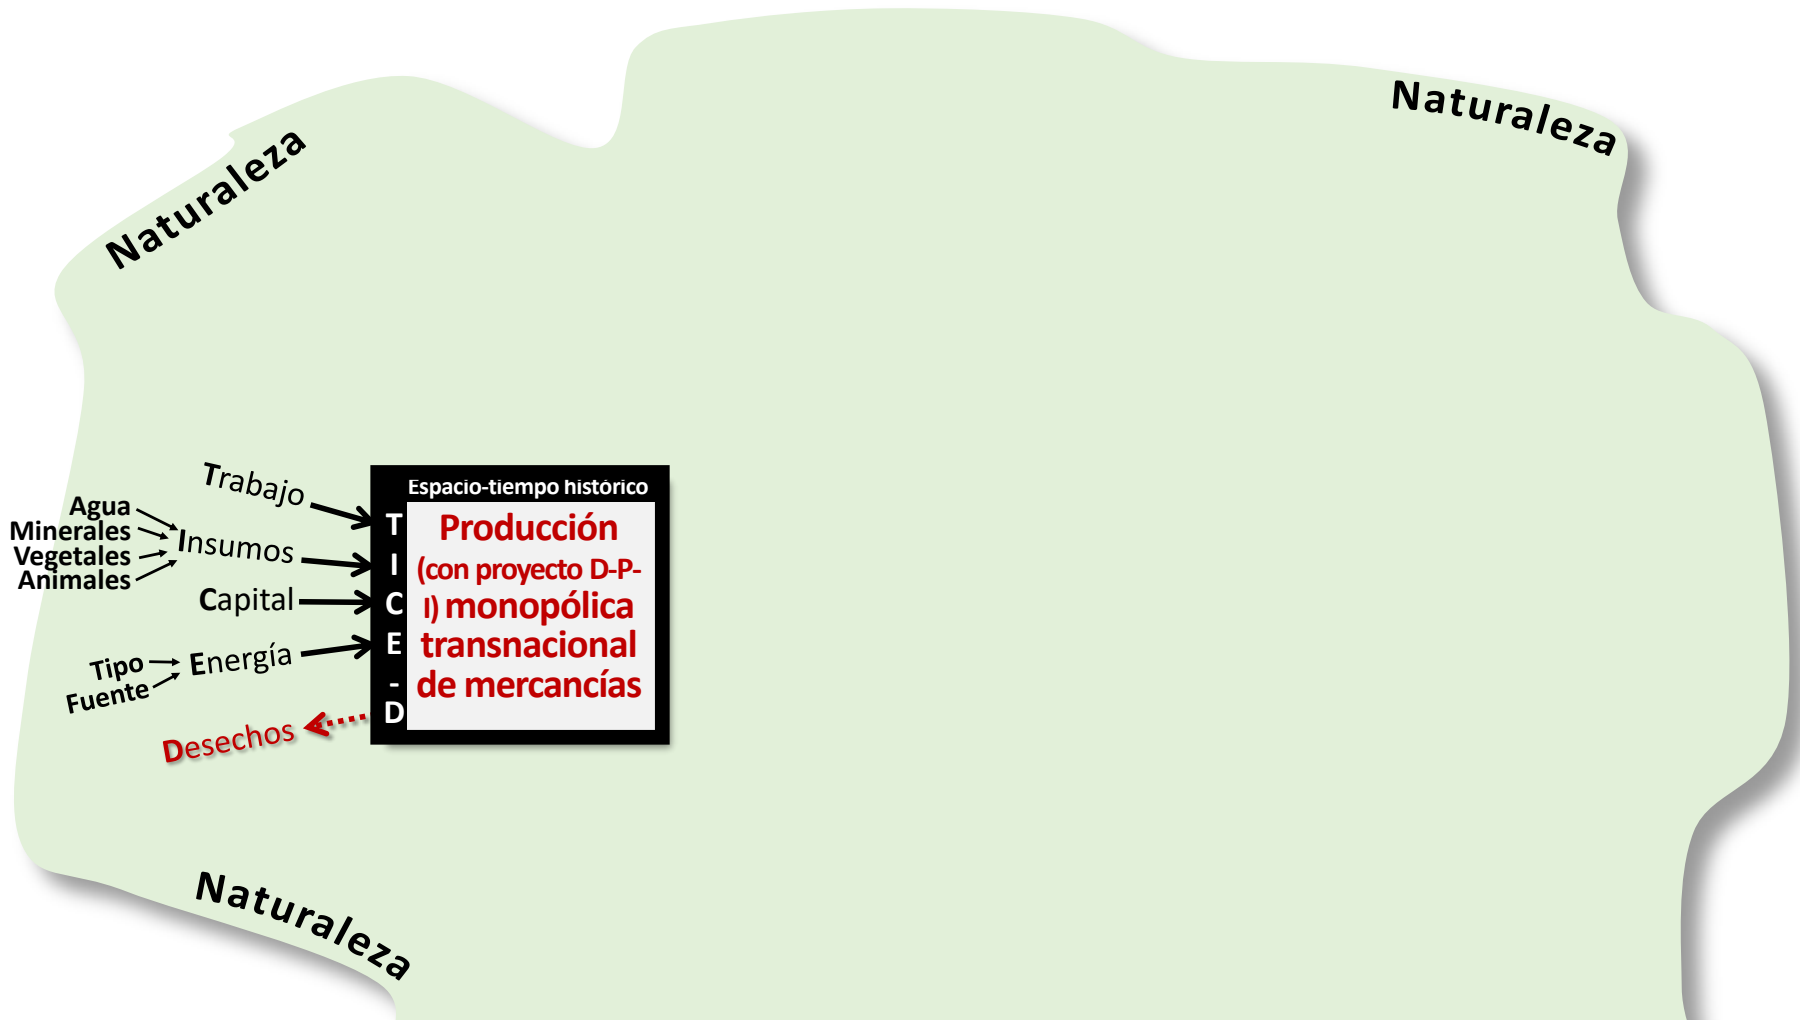 Naturaleza
Naturaleza
Trabajo
Agua
Minerales
Vegetales
Animales
Insumos
Capital
Tipo
Fuente
Energía
Desechos
T
I
C
E
-
D
Espacio-tiempo histórico
Producción
(con proyecto D-P-
I) monopólica
transnacional
de mercancías
Naturaleza